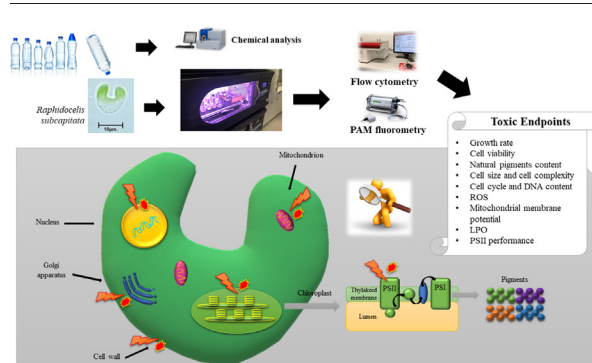 Chemical analysis
Flow cytometry
Raphidocelis
subcapitata
10µm
PAM fluorometry
Toxic Endpoints
• Growth rate
• Cell viability
• Natural pigments content
• Cell size and cell complexity
• Cell cycle and DNA content
• ROS
• Mitochondrial membrane
potential
• LPO
• PSII performance
Mitochondrion
Nucleus
Golgi
apparatus
Cell wall
Chloroplast
Thylakoid
membrane
Lumen
PSII
PSI
Pigments